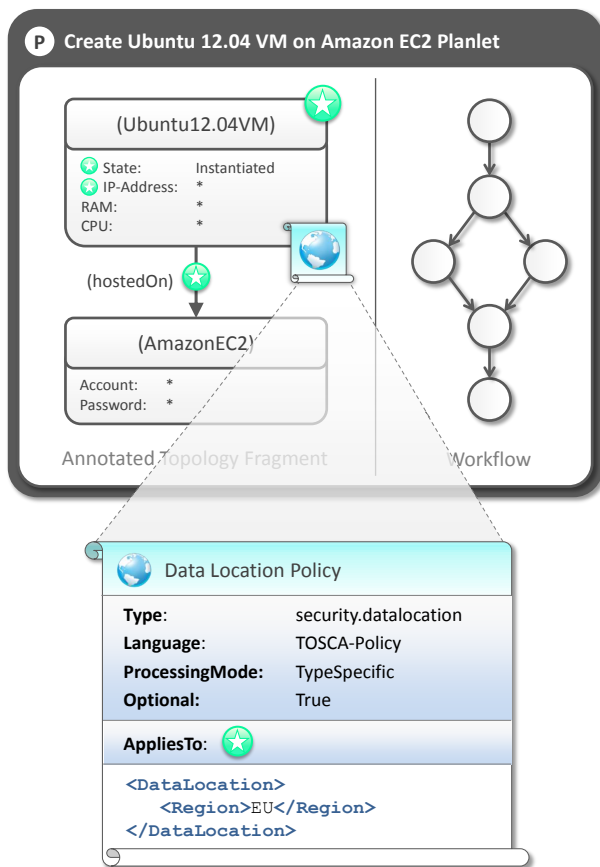 P Create Ubuntu 12.04 VM on Amazon EC2 Planlet
(Ubuntu12.04VM)
State: Instantiated
IP-Address: *
RAM: *
CPU: *
(hostedOn)
(AmazonEC2)
Account: *
Password: *
Annotated Topology Fragment
Workflow
Data Location Policy
Type: security.datalocation
Language: TOSCA-Policy
ProcessingMode: TypeSpecific
Optional: True
AppliesTo:
<DataLocation>
<Region>EU</Region>
</DataLocation>